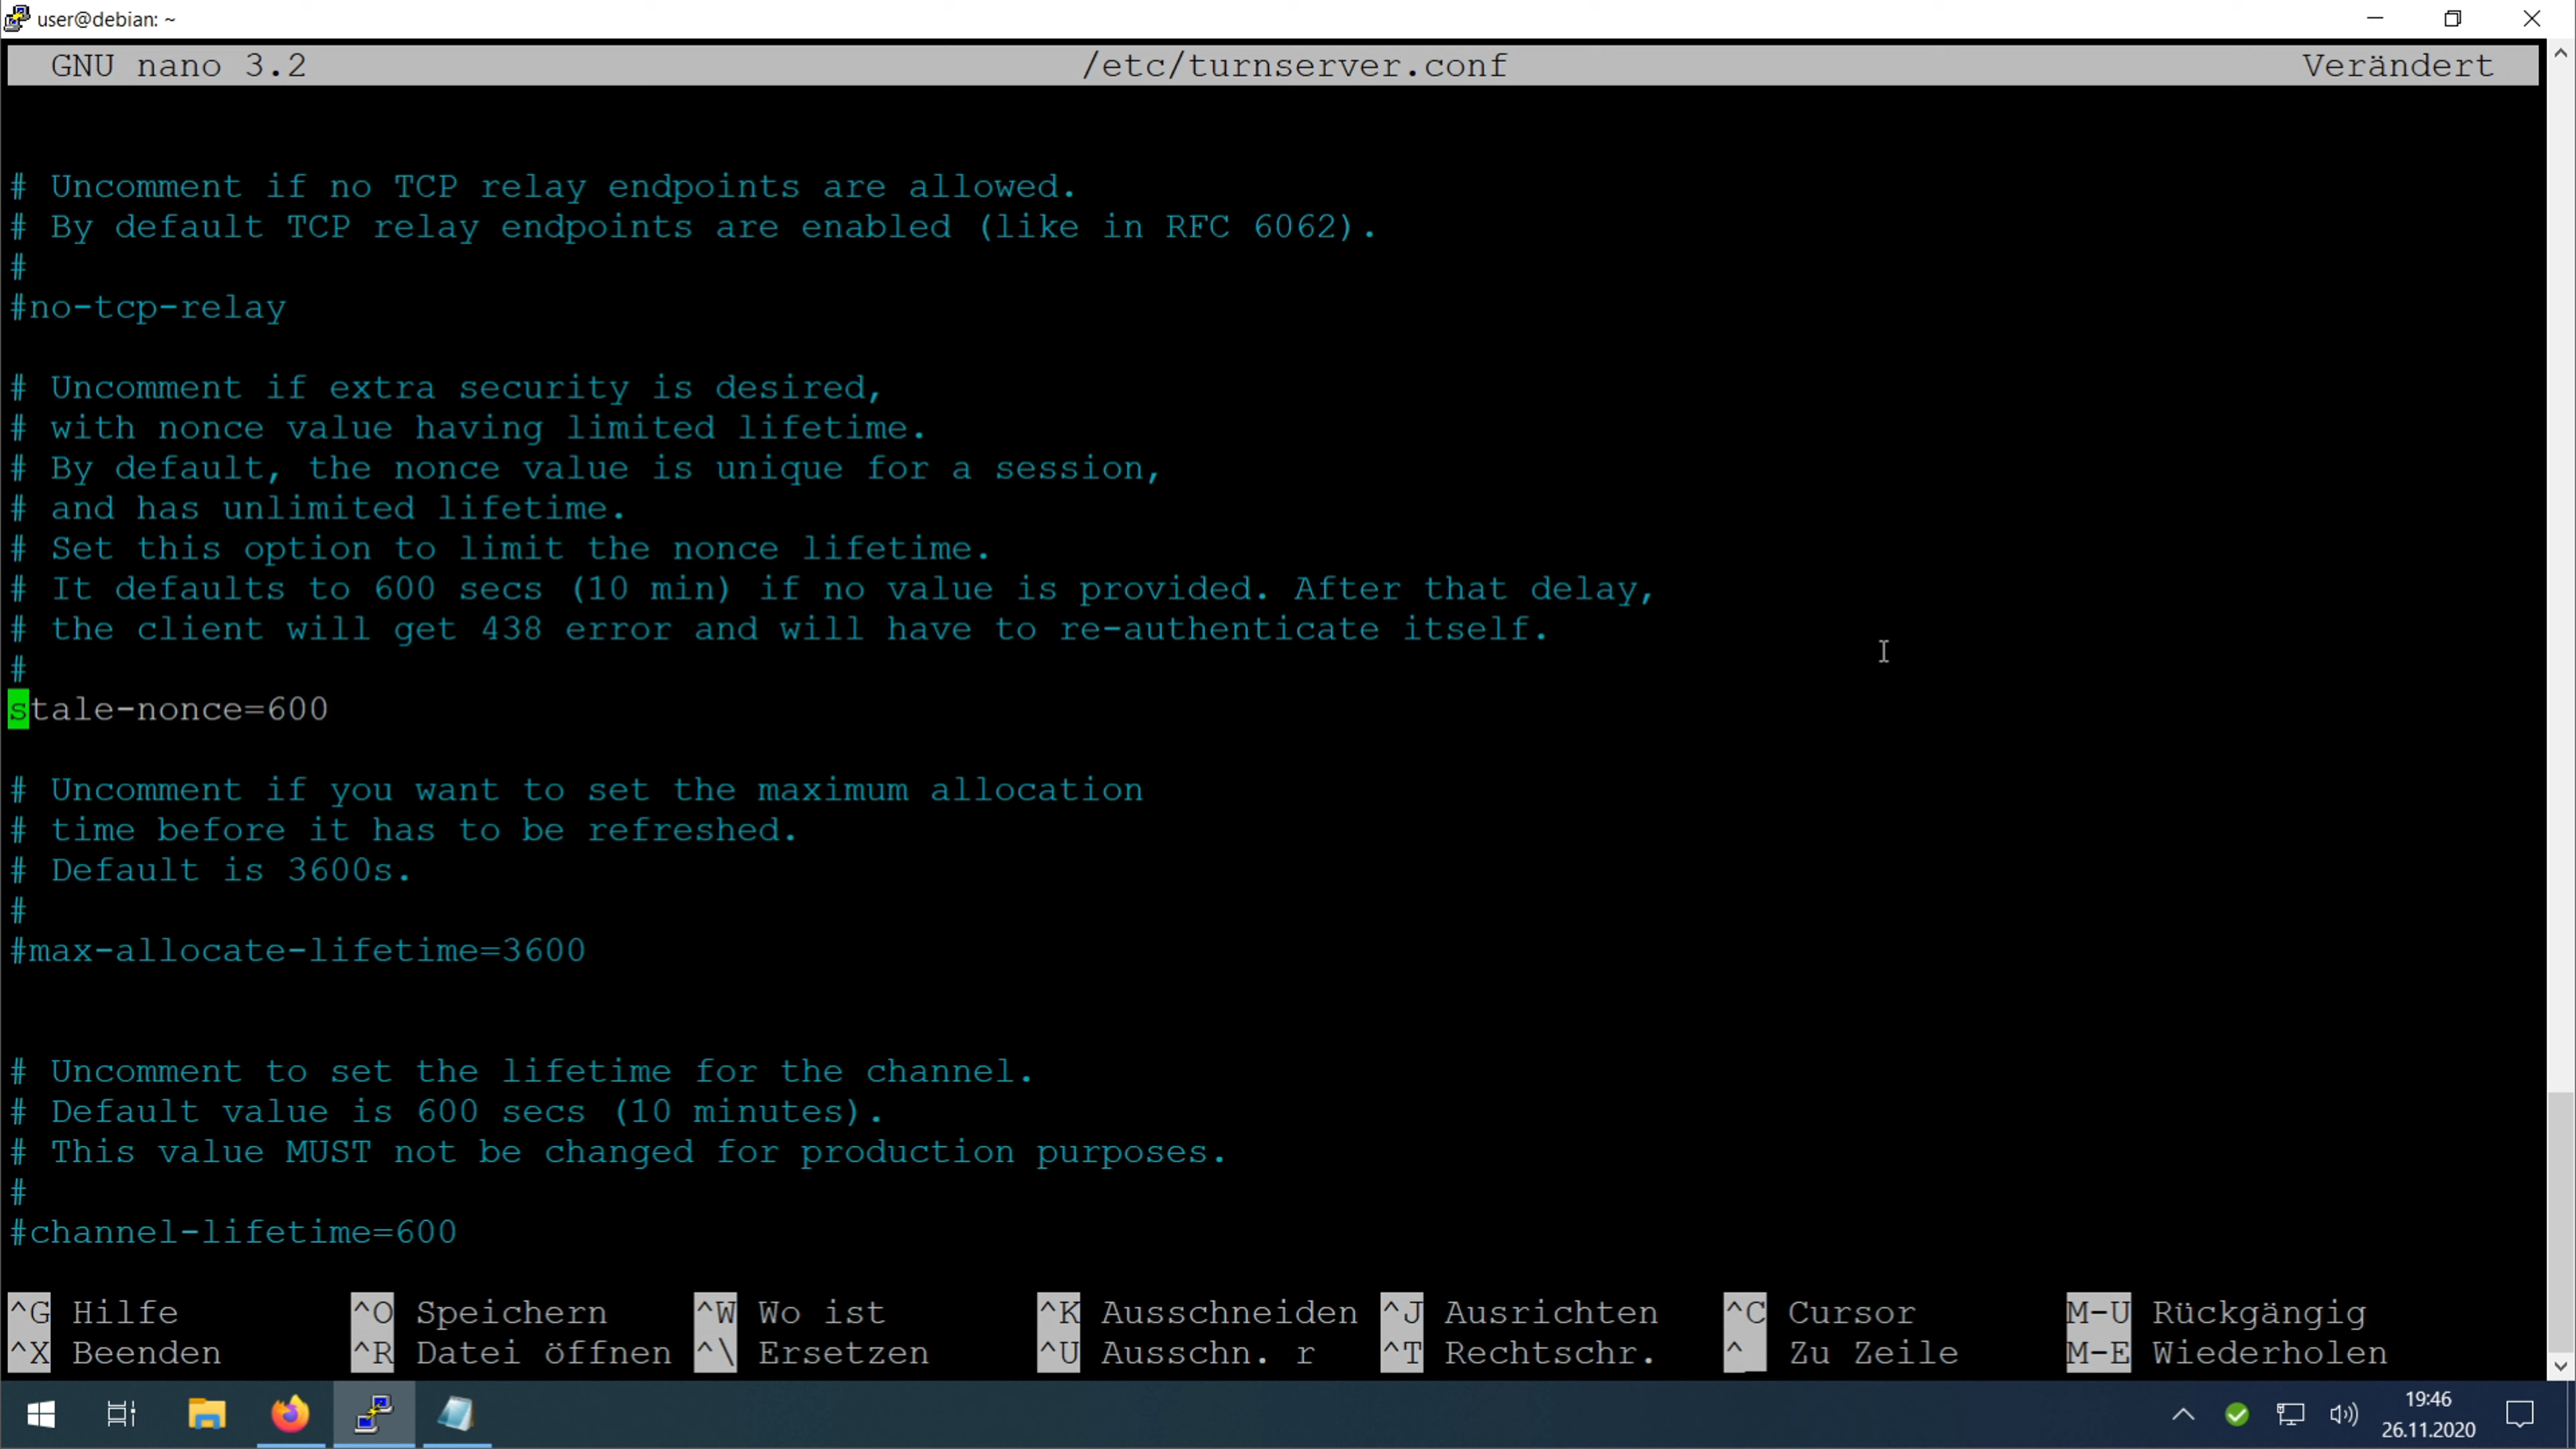 user@debian: ~
GNU nano 3.2 /etc/turnserver.conf Verändert
# Uncomment if no TCP relay endpoints are allowed.
# By default TCP relay endpoints are enabled (like in RFC 6062).
#
#no-tcp-relay
# Uncomment if extra security is desired,
# with nonce value having limited lifetime.
# By default, the nonce value is unique for a session,
# and has unlimited lifetime.
# Set this option to limit the nonce lifetime.
# It defaults to 600 secs (10 min) if no value is provided. After that delay,
# the client will get 438 error and will have to re-authenticate itself.
#
stale-nonce=600
# Uncomment if you want to set the maximum allocation
# time before it has to be refreshed.
# Default is 3600s.
#
#max-allocate-lifetime=3600
# Uncomment to set the lifetime for the channel.
# Default value is 600 secs (10 minutes).
# This value MUST not be changed for production purposes.
#
#channel-lifetime=600
^G Hilfe ^O Speichern ^W Wo ist ^K Ausschneiden ^J Ausrichten ^C Cursor M-U Rückgängig
^X Beenden ^R Datei öffnen ^\ Ersetzen ^U Ausschn. r ^T Rechtschr. ^_ Zu Zeile M-E Wiederholen
19:46
26.11.2020